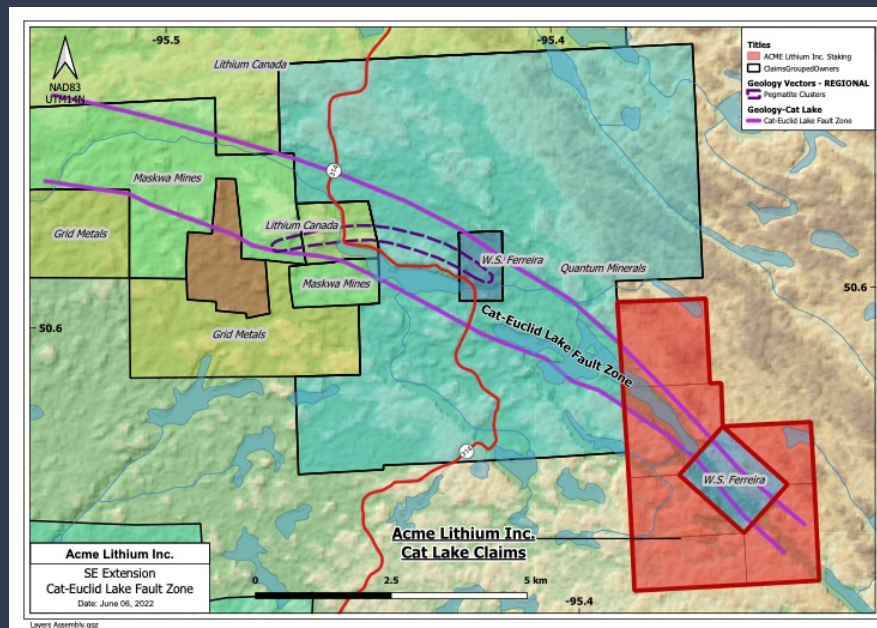 -95.5
-95.4
NAD83
UTM14N
Lithium Canada
Titles
ACME Lithium Inc. Staking
ClaimsGroupedOwners
Geology Vectors - REGIONAL
Pegmatite Clusters
Geology-Cat Lake
Cat-Euclid Lake Fault Zone
314
Maskwa Mines
Lithium Canada
Grid Metals
W.S. Ferreira
Quantum Minerals
Maskwa Mines
50.6
50.6
Grid Metals
Cat-Euclid Lake Fault Zone
314
W.S. Ferreira
Acme Lithium Inc.
Cat Lake Claims
Acme Lithium Inc.
SE Extension
Cat-Euclid Lake Fault Zone
Date: June 06, 2022
0 2.5 5 km
-95.4
Layers Assembly.qgz